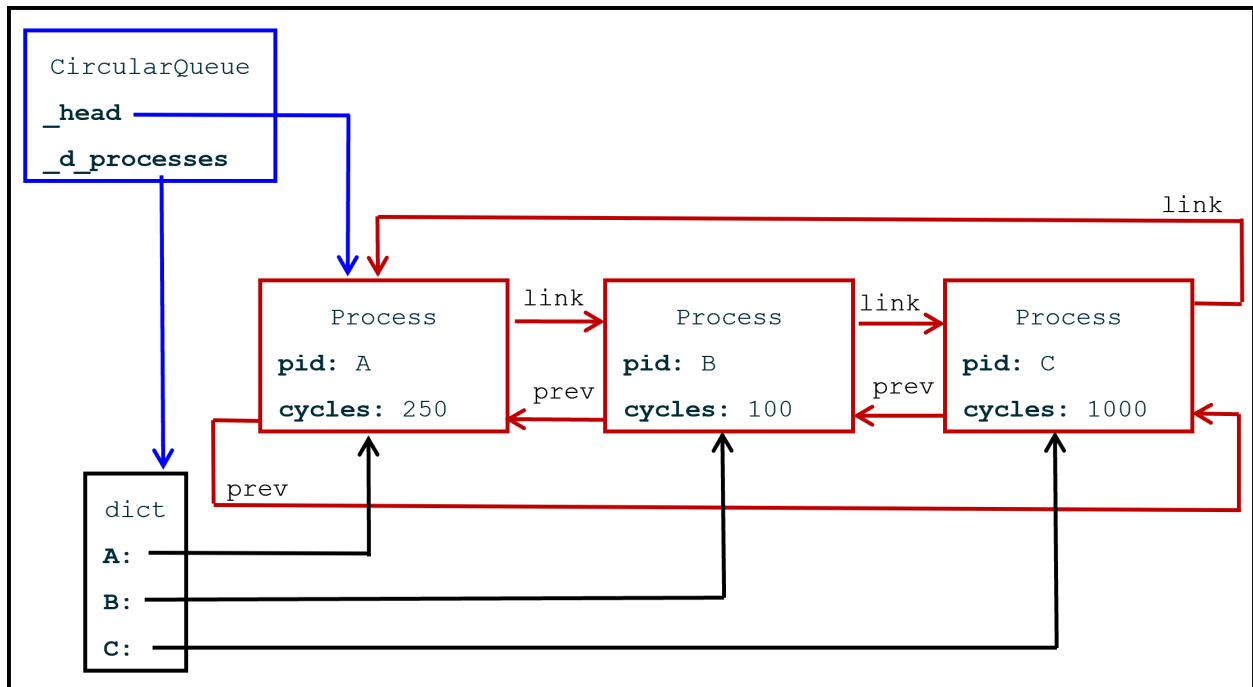 CircularQueue
_head
_d_processes
link
link
link
Process
Process
Process
pid: A
pid: B
pid: C
prev
prev
cycles: 250
cycles: 100
cycles: 1000
prev
dict
A:
B:
C: